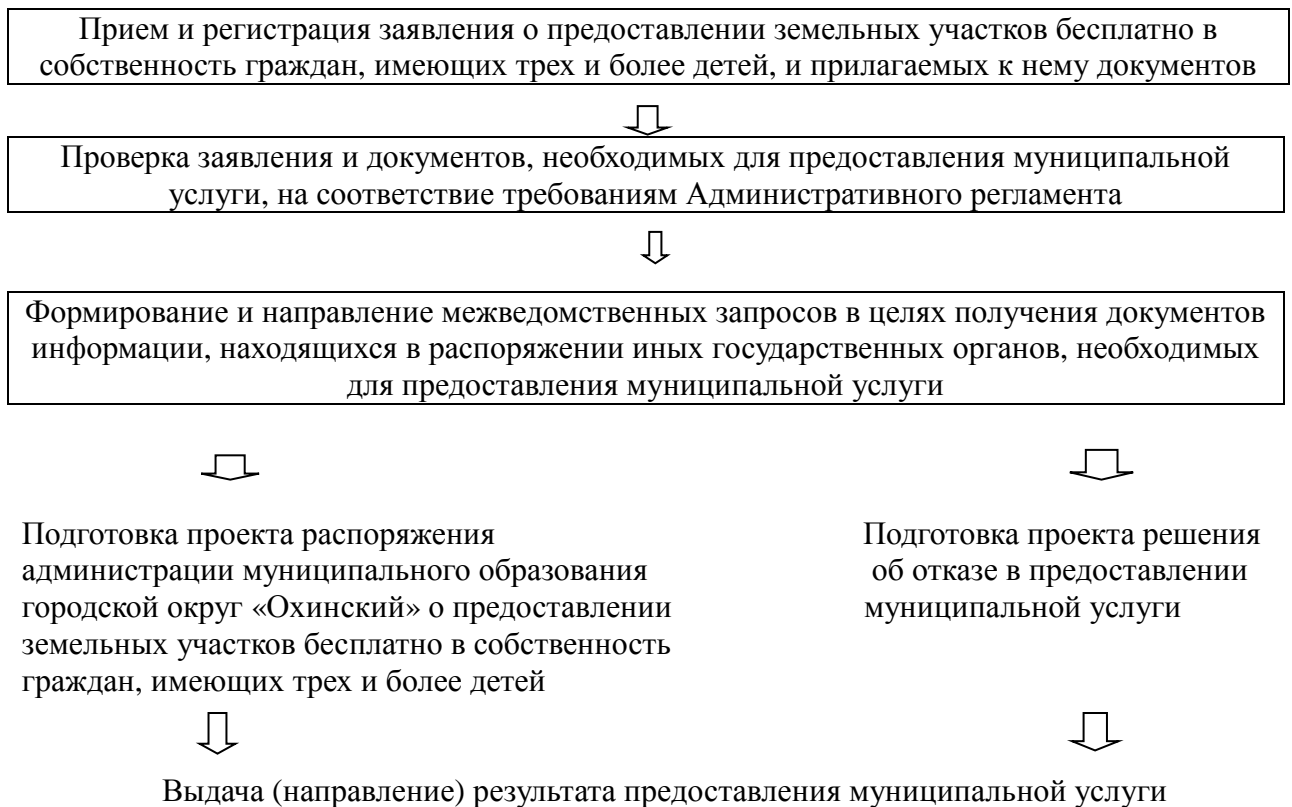 Прием и регистрация заявления о предоставлении земельных участков бесплатно в
собственность граждан, имеющих трех и более детей, и прилагаемых к нему документов
Проверка заявления и документов, необходимых для предоставления муниципальной
услуги, на соответствие требованиям Административного регламента
Формирование и направление межведомственных запросов в целях получения документов
информации, находящихся в распоряжении иных государственных органов, необходимых
для предоставления муниципальной услуги
Подготовка проекта распоряжения
администрации муниципального образования
городской округ «Охинский» о предоставлении
земельных участков бесплатно в собственность
граждан, имеющих трех и более детей
Подготовка проекта решения
об отказе в предоставлении
муниципальной услуги
Выдача (направление) результата предоставления муниципальной услуги